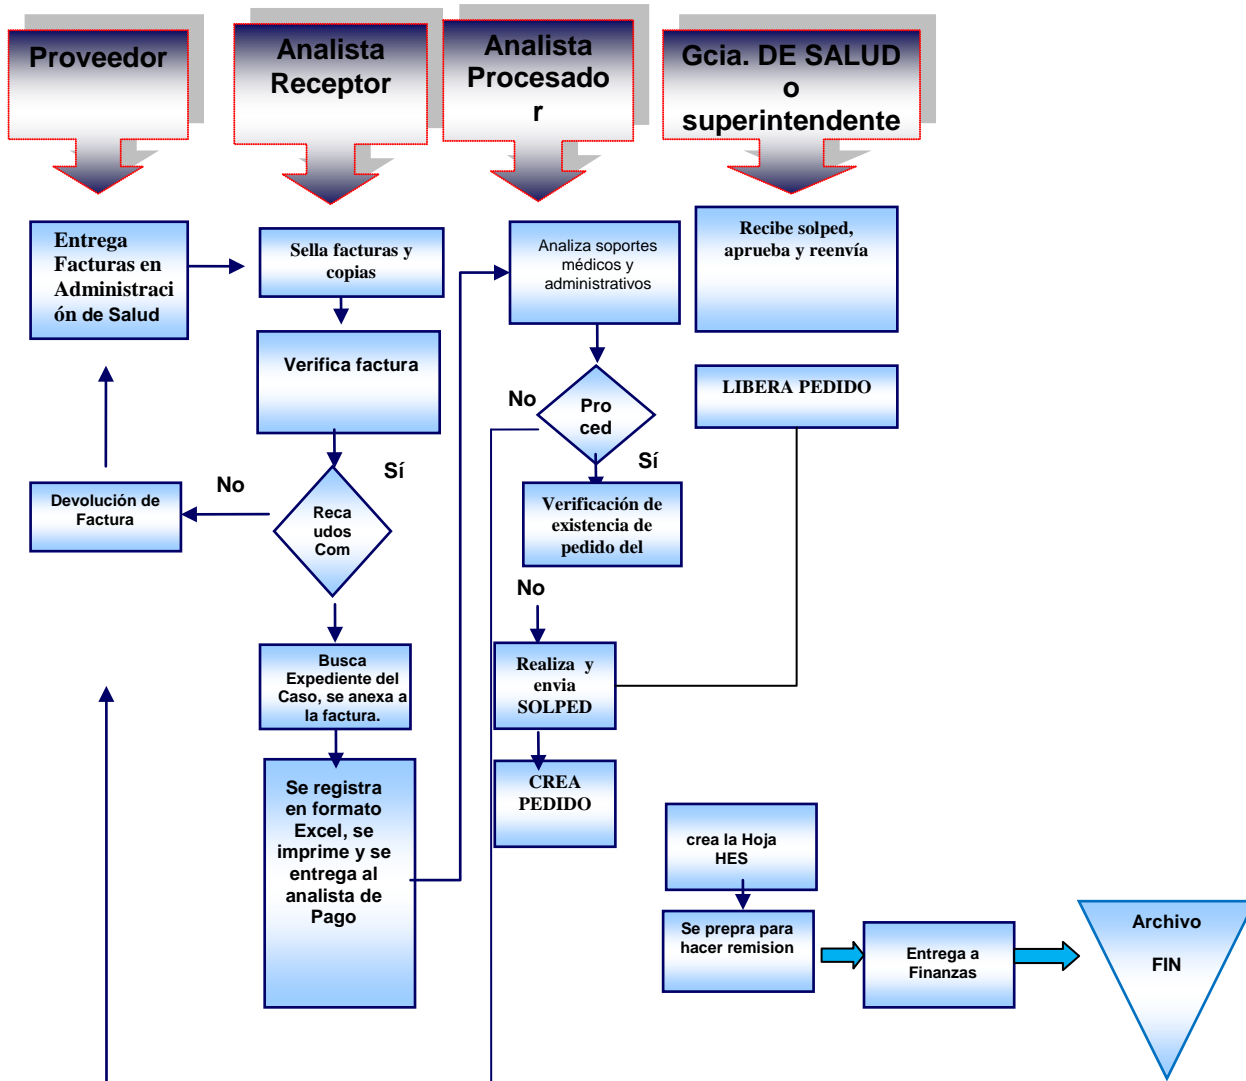 Proveedor
Analista
Receptor
Analista
Procesado
r
Gcia. DE SALUD
o
superintendente
Entrega
Facturas en
Administraci
ón de Salud
Sella facturas y
copias
Analiza soportes
médicos y
administrativos
Recibe solped,
aprueba y reenvía
Verifica factura
No
Pro
ced
LIBERA PEDIDO
Sí
Sí
No
Devolución de
Factura
Reca
udos
Com
Verificación de
existencia de
pedido del
No
Busca
Expediente del
Caso, se anexa a
la factura.
Realiza y
envia
SOLPED
Se registra
en formato
Excel, se
imprime y se
entrega al
analista de
Pago
CREA
PEDIDO
crea la Hoja
HES
Se prepra para
hacer remision
Entrega a
Finanzas
Archivo
FIN